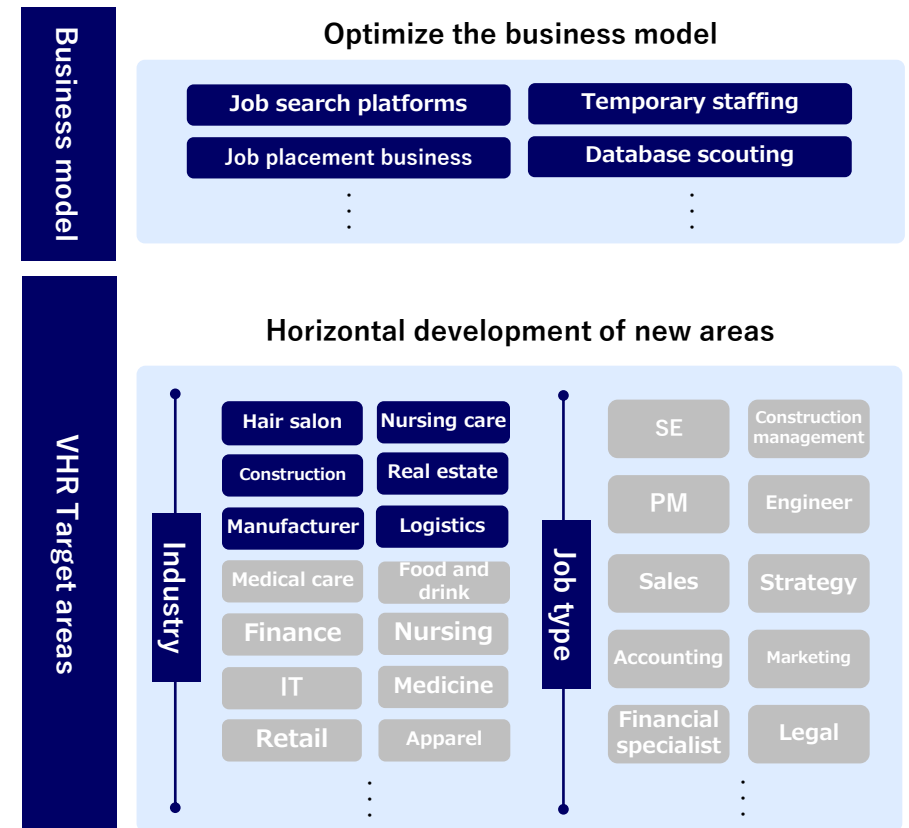 Business model
Optimize the business model
Job search platforms
Temporary staffing
Job placement business
Database scouting
VHR Target areas
Horizontal development of new areas
Industry
Hair salon
Nursing care
Construction
Real estate
Manufacturer
Logistics
Medical care
Food and
drink
Finance
Nursing
IT
Medicine
Retail
Apparel
Job type
SE
Construction
management
PM
Engineer
Sales
Strategy
Accounting
Marketing
Financial
specialist
Legal